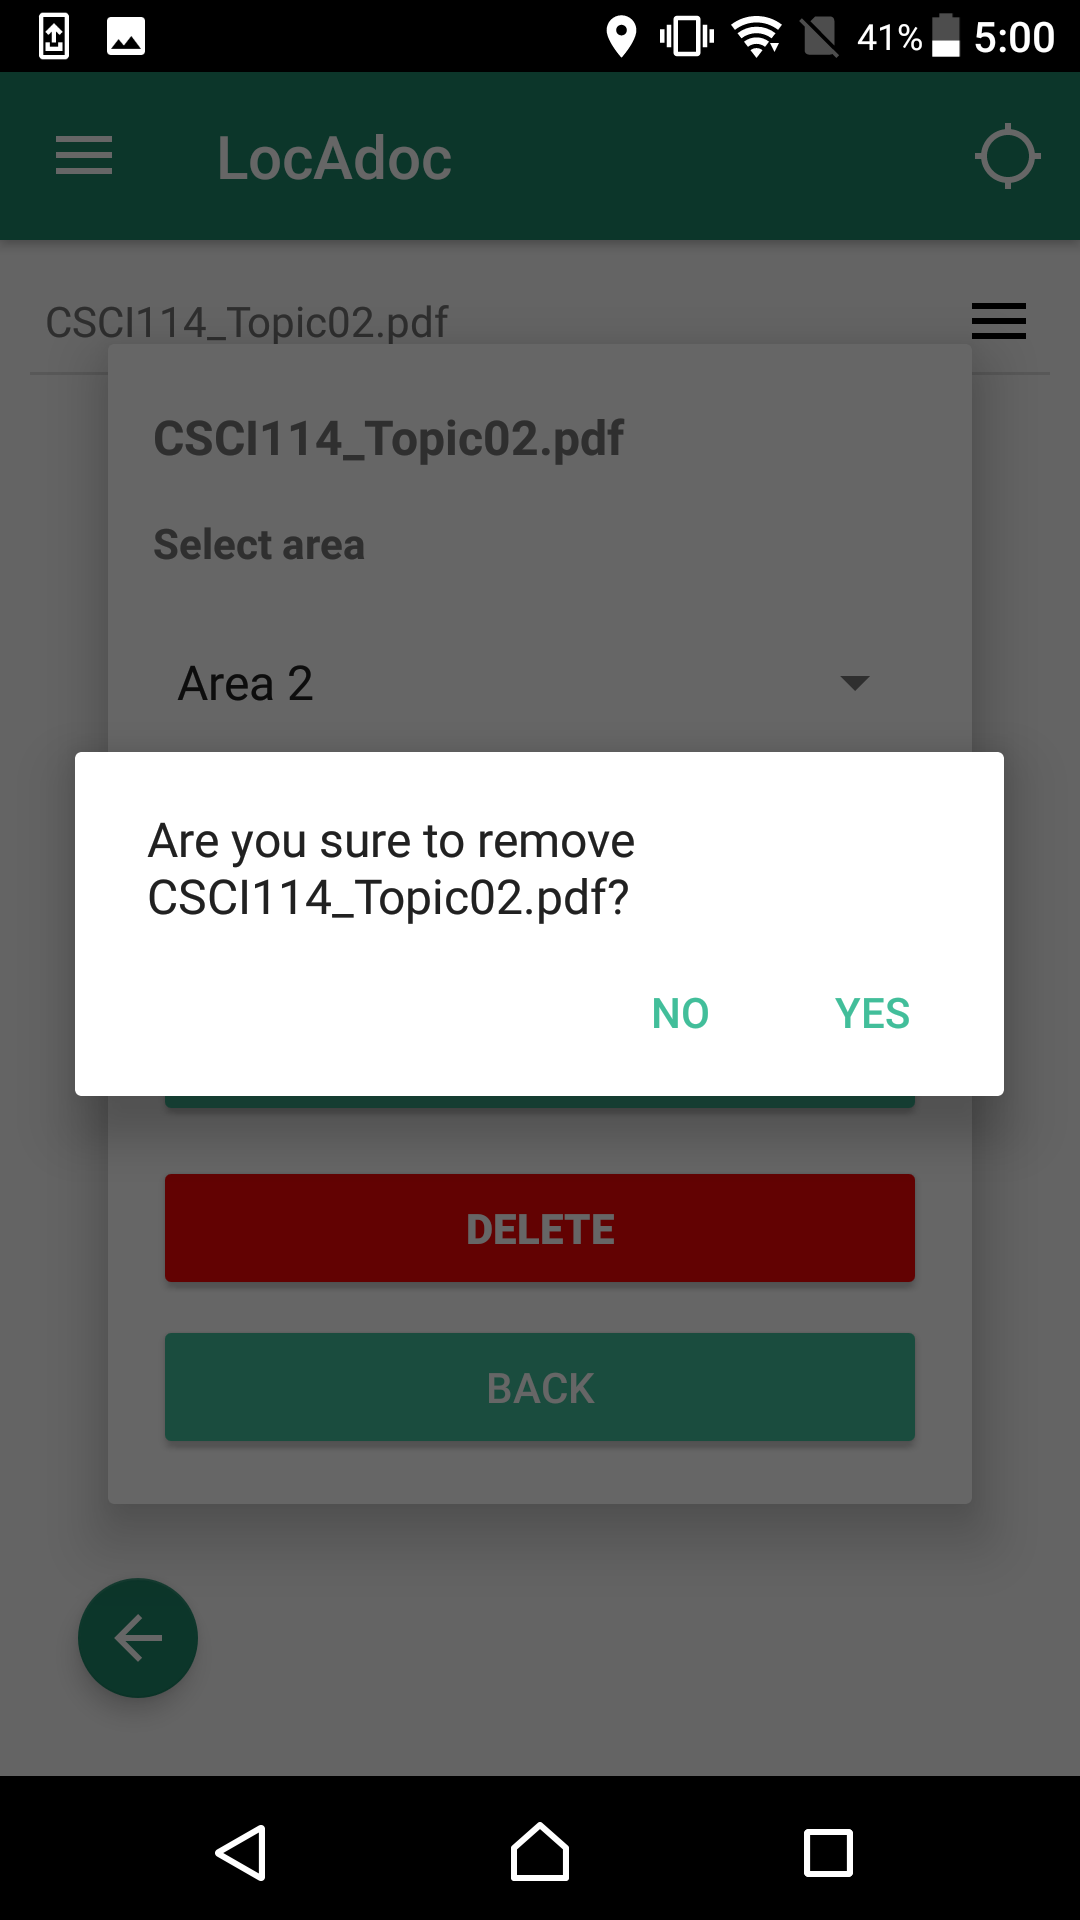 41% 5:00
LocAdoc
CSCI114_Topic02.pdf
CSCI114_Topic02.pdf
Select area
Area 2
Are you sure to remove
CSCI114_Topic02.pdf?
NO YES
DELETE
BACK